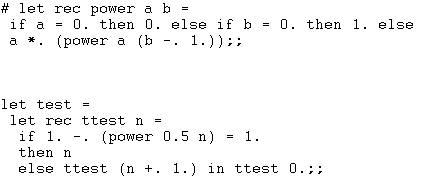 # let rec power a b =
if a = 0. then 0. else if b = 0. then 1. else
a *. (power a (b -. 1.));;
let test =
let rec ttest n =
if 1. -. (power 0.5 n) = 1.
then n
else ttest (n +. 1.) in ttest 0.;;